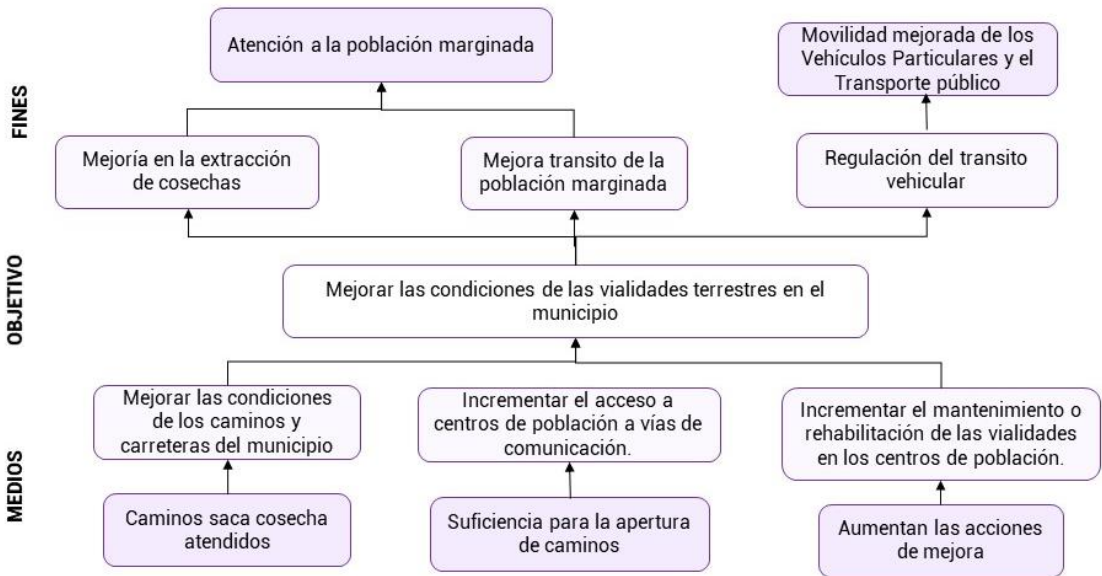 FINES
Atención a la población marginada
Movilidad mejorada de los
Vehículos Particulares y el
Transporte público
Mejoría en la extracción
de cosechas
Mejora transito de la
población marginada
Regulación del transito
vehicular
OBJETIVO
Mejorar las condiciones de las vialidades terrestres en el
municipio
MEDIOS
Mejorar las condiciones
de los caminos y
carreteras del municipio
Incrementar el acceso a
centros de población a vías de
comunicación.
Incrementar el mantenimiento o
rehabilitación de las vialidades
en los centros de población.
Caminos saca cosecha
atendidos
Suficiencia para la apertura
de caminos
Aumentan las acciones
de mejora